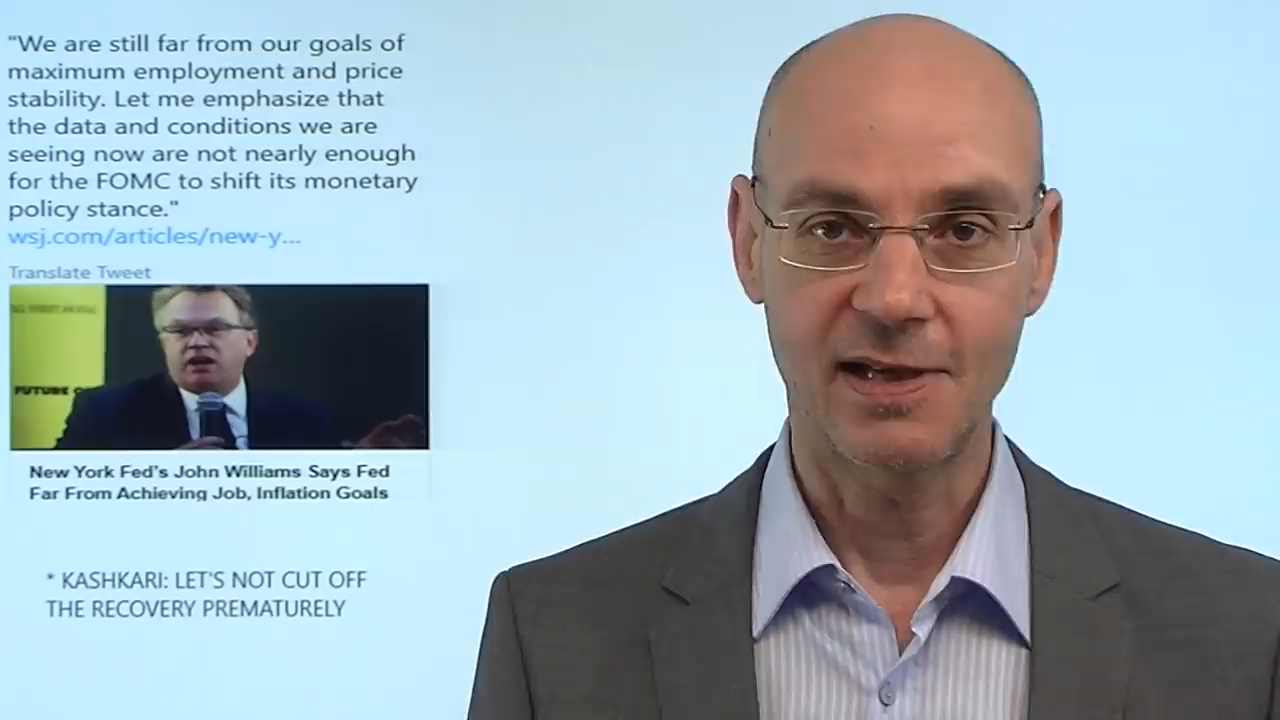 "We are still far from our goals of
maximum employment and price
stability. Let me emphasize that
the data and conditions we are
seeing now are not nearly enough
for the FOMC to shift its monetary
policy stance."
wsj.com/articles/new-y...
Translate Tweet
FUTURE O
New York Fed's John Williams Says Fed
Far From Achieving Job, Inflation Goals
* KASHKARI: LET'S NOT CUT OFF
THE RECOVERY PREMATURELY